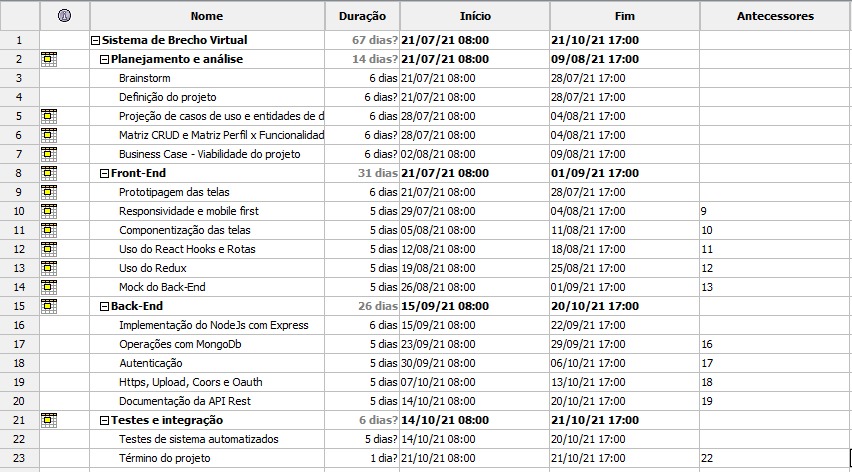 Nome Duração Início Fim Antecessores
1 Sistema de Brecho Virtual 67 dias? 21/07/21 08:00 21/10/21 17:00
2 Planejamento e análise 14 dias? 21/07/21 08:00 09/08/21 17:00
3 Brainstorm 6 dias 21/07/21 08:00 28/07/21 17:00
4 Definição do projeto 6 dias? 21/07/21 08:00 28/07/21 17:00
5 Projeção de casos de uso e entidades de d 6 dias? 28/07/21 08:00 04/08/21 17:00
6 Matriz CRUD e Matriz Perfil x Funcionalidad 6 dias? 28/07/21 08:00 04/08/21 17:00
7 Business Case - Viabilidade do projeto 6 dias? 02/08/21 08:00 09/08/21 17:00
8 Front-End 31 dias 21/07/21 08:00 01/09/21 17:00
9 Prototipagem das telas 6 dias 21/07/21 08:00 28/07/21 17:00
10 Responsividade e mobile first 5 dias 29/07/21 08:00 04/08/21 17:00 9
11 Componentização das telas 5 dias 05/08/21 08:00 11/08/21 17:00 10
12 Uso do React Hooks e Rotas 5 dias 12/08/21 08:00 18/08/21 17:00 11
13 Uso do Redux 5 dias 19/08/21 08:00 25/08/21 17:00 12
14 Mock do Back-End 5 dias 26/08/21 08:00 01/09/21 17:00 13
15 Back-End 26 dias 15/09/21 08:00 20/10/21 17:00
16 Implementação do NodeJs com Express 6 dias 15/09/21 08:00 22/09/21 17:00
17 Operações com MongoDb 5 dias 23/09/21 08:00 29/09/21 17:00 16
18 Autenticação 5 dias 30/09/21 08:00 06/10/21 17:00 17
19 Https, Upload, Coors e Oauth 5 dias 07/10/21 08:00 13/10/21 17:00 18
20 Documentação da API Rest 5 dias 14/10/21 08:00 20/10/21 17:00 19
21 Testes e integração 6 dias? 14/10/21 08:00 21/10/21 17:00
22 Testes de sistema automatizados 5 dias? 14/10/21 08:00 20/10/21 17:00
23 Término do projeto 1 dia? 21/10/21 08:00 21/10/21 17:00 22